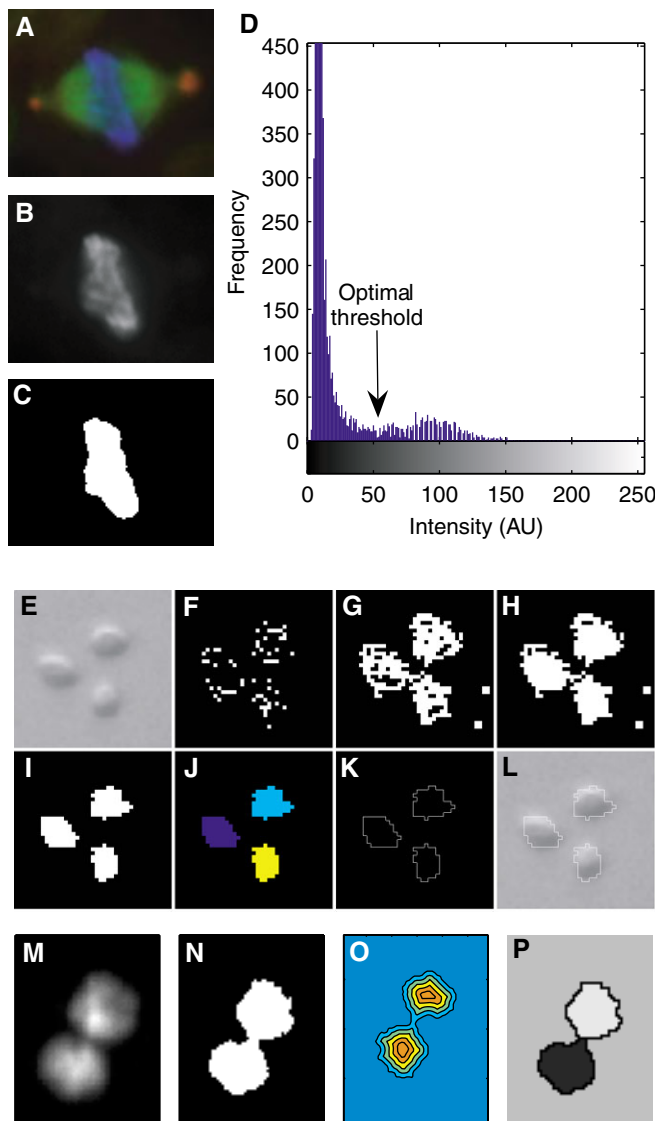 A
B
C
D
450
400
350
300
250
200
150
100
50
0
Frequency
Optimal
threshold
0 50 100 150 200 250
Intensity (AU)
E F G H
I J K L
M N O P